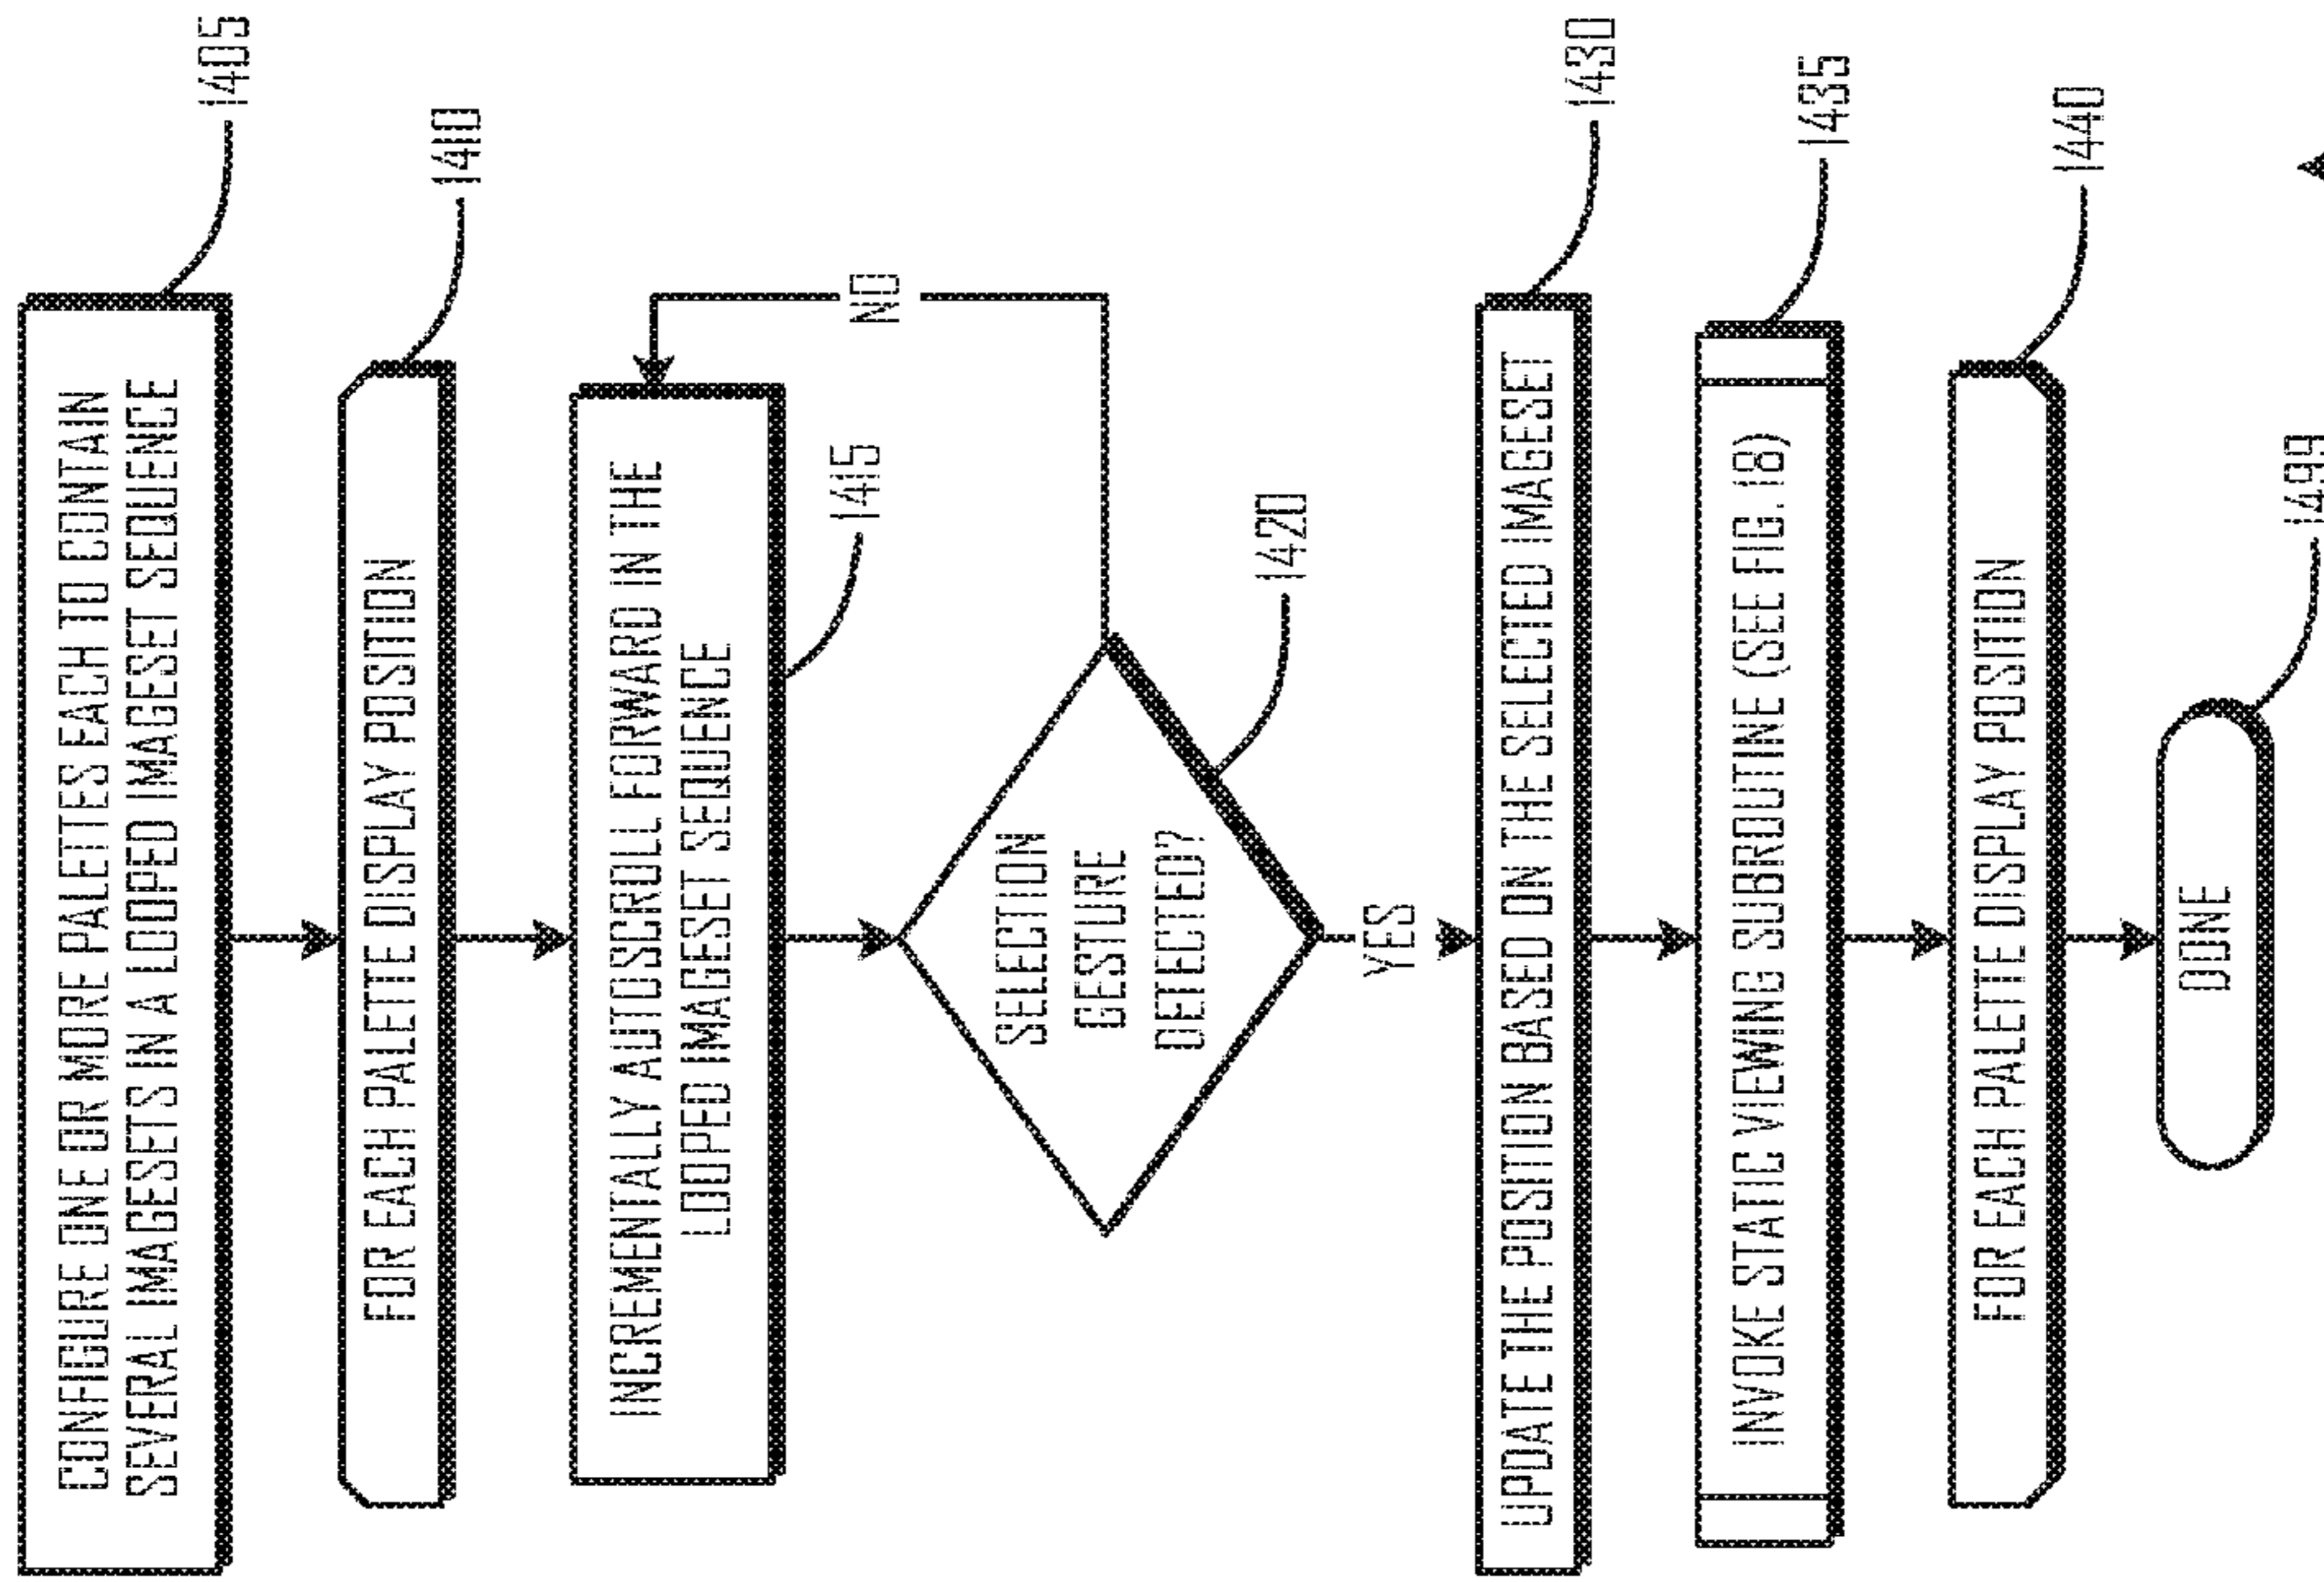 CONFIGURE ONE OR MORE PALETTES EACH TO CONTAIN
SEVERAL IMAGESETS IN A LOOPED IMAGESET SEQUENCE
1405
FOR EACH PALETTE DISPLAY POSITION
1410
INCREMENTALLY AUTOSCROLL FORWARD IN THE
LOOPED IMAGESET SEQUENCE
1415
NO
SELECTION
GESTURE
DETECTED?
1420
YES
UPDATE THE POSITION BASED ON THE SELECTED IMAGESET
1430
INVOKE STATIC VIEWING SUBROUTINE (SEE FIG. 18)
1435
FOR EACH PALETTE DISPLAY POSITION
1440
DONE
1499